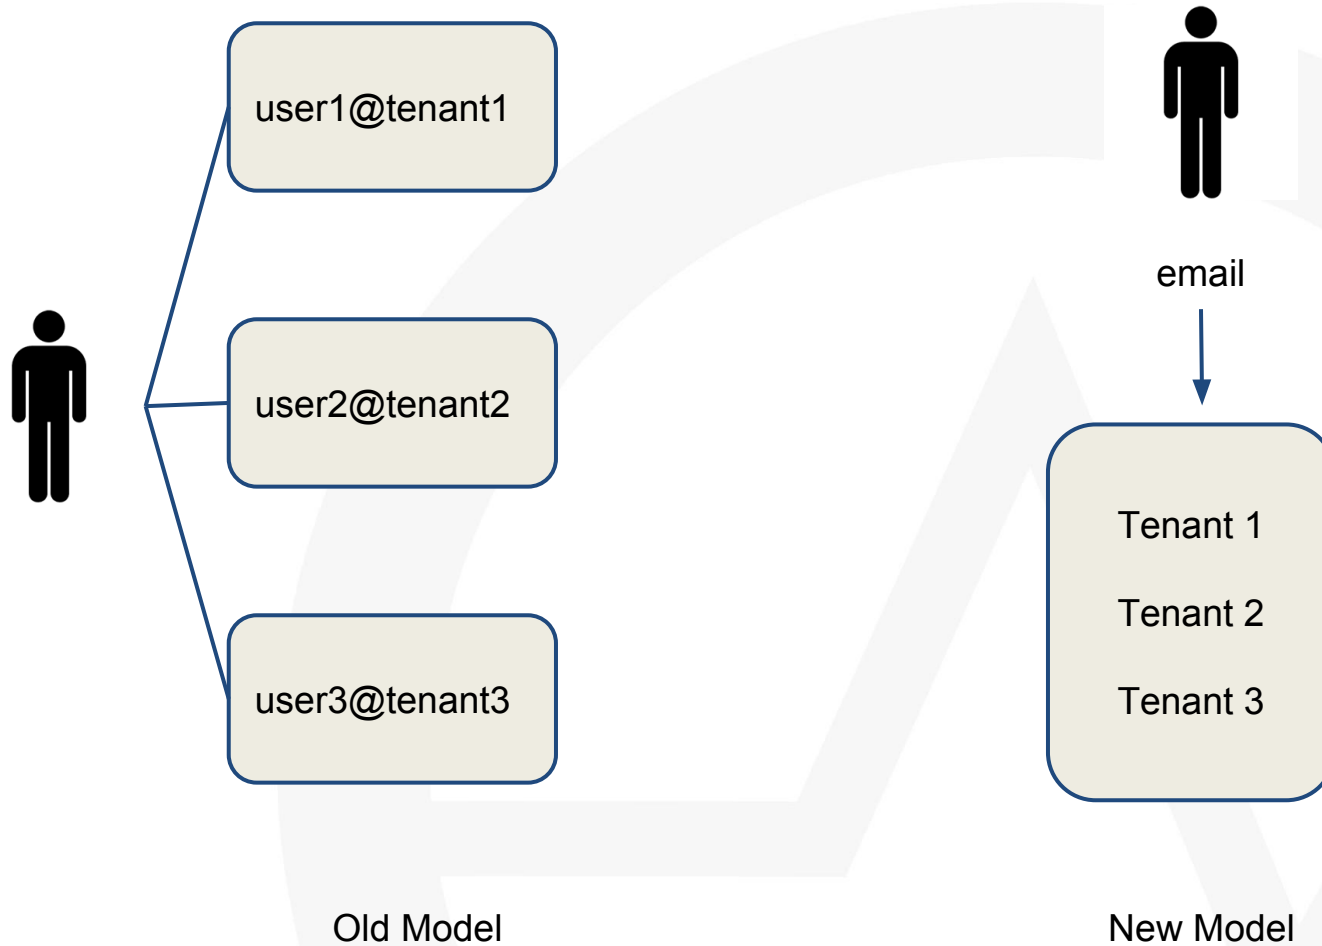 user1@tenant1
user2@tenant2
user3@tenant3
Old Model
email
Tenant 1
Tenant 2
Tenant 3
New Model